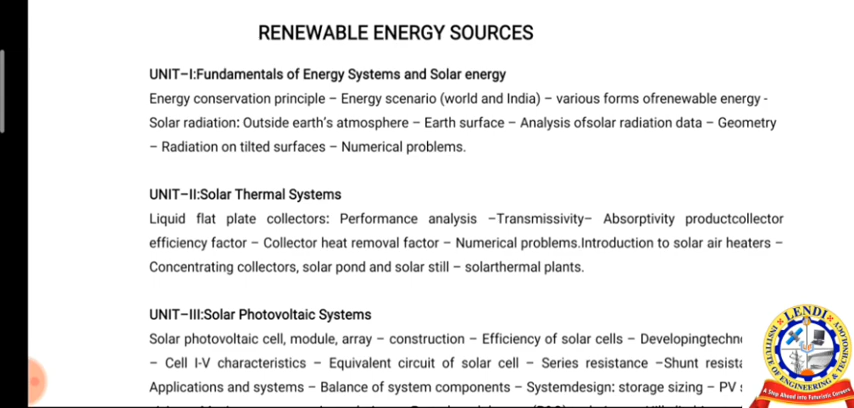 RENEWABLE ENERGY SOURCES
UNIT–I:Fundamentals of Energy Systems and Solar energy
Energy conservation principle – Energy scenario (world and India) – various forms ofrenewable energy -
Solar radiation: Outside earth's atmosphere – Earth surface – Analysis ofsolar radiation data – Geometry
– Radiation on tilted surfaces – Numerical problems.
UNIT–II:Solar Thermal Systems
Liquid flat plate collectors: Performance analysis –Transmissivity– Absorptivity productcollector
efficiency factor – Collector heat removal factor – Numerical problems.Introduction to solar air heaters –
Concentrating collectors, solar pond and solar still – solarthermal plants.
UNIT–III:Solar Photovoltaic Systems
Solar photovoltaic cell, module, array – construction – Efficiency of solar cells – Developingtechn
– Cell I-V characteristics – Equivalent circuit of solar cell – Series resistance –Shunt resista
Applications and systems – Balance of system components – Systemdesign: storage sizing – PV
LENDI
INSTITUTE OF ENGINEERING & TECHNOLOGY
A Step Ahead into Futuristic Careers